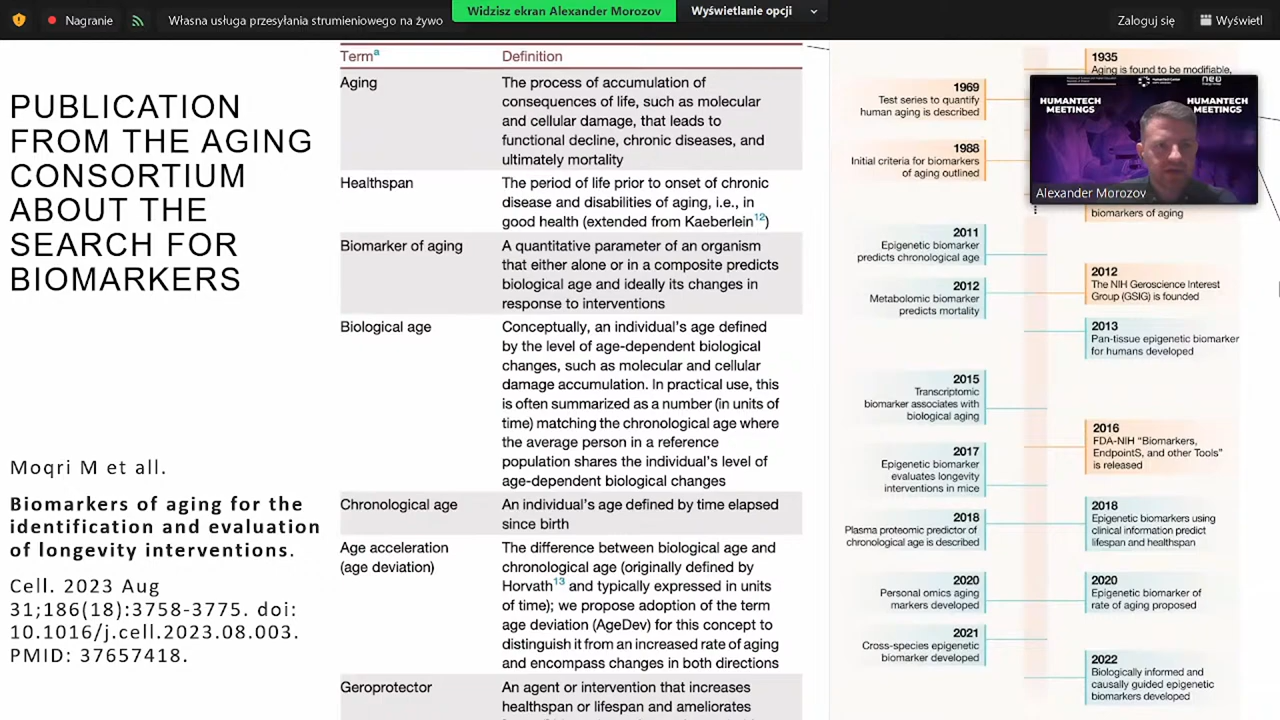 Nagranie
Własna usługa przesyłania strumieniowego na żywo
Widzisz ekran Alexander Morozov
Wyświetlanie opcji
Zaloguj się
Wyświetl
PUBLICATION
FROM THE AGING
CONSORTIUM
ABOUT THE
SEARCH FOR
BIOMARKERS
Moqri M et all.
Biomarkers of aging for the
identification and evaluation
of longevity interventions.
Cell. 2023 Aug
31;186(18):3758-3775. doi:
10.1016/j.cell.2023.08.003.
PMID: 37657418.
Termᵃ Definition
Aging The process of accumulation of
consequences of life, such as molecular
and cellular damage, that leads to
functional decline, chronic diseases, and
ultimately mortality
Healthspan The period of life prior to onset of chronic
disease and disabilities of aging, i.e., in
good health (extended from Kaeberlein¹²)
Biomarker of aging A quantitative parameter of an organism
that either alone or in a composite predicts
biological age and ideally its changes in
response to interventions
Biological age Conceptually, an individual's age defined
by the level of age-dependent biological
changes, such as molecular and cellular
damage accumulation. In practical use, this
is often summarized as a number (in units of
time) matching the chronological age where
the average person in a reference
population shares the individual's level of
age-dependent biological changes
Chronological age An individual's age defined by time elapsed
since birth
Age acceleration The difference between biological age and
(age deviation) chronological age (originally defined by
Horvath¹³ and typically expressed in units
of time); we propose adoption of the term
age deviation (AgeDev) for this concept to
distinguish it from an increased rate of aging
and encompass changes in both directions
Geroprotector An agent or intervention that increases
healthspan or lifespan and ameliorates
1935
Aging is found to be modifiable,
1969
Test series to quantify
human aging is described
1988
Initial criteria for biomarkers
of aging outlined
HUMANTECH
MEETINGS
HUMANTECH
MEETINGS
Alexander Morozov
biomarkers of aging
2011
Epigenetic biomarker
predicts chronological age
2012
The NIH Geroscience Interest
Group (GSIG) is founded
2012
Metabolomic biomarker
predicts mortality
2013
Pan-tissue epigenetic biomarker
for humans developed
2015
Transcriptomic
biomarker associates with
biological aging
2016
FDA-NIH "Biomarkers,
EndpointS, and other Tools"
is released
2017
Epigenetic biomarker
evaluates longevity
interventions in mice
2018
Epigenetic biomarkers using
clinical information predict
lifespan and healthspan
2018
Plasma proteomic predictor of
chronological age is described
2020
Personal omics aging
markers developed
2020
Epigenetic biomarker of
rate of aging proposed
2021
Cross-species epigenetic
biomarker developed
2022
Biologically informed and
causally guided epigenetic
biomarkers developed